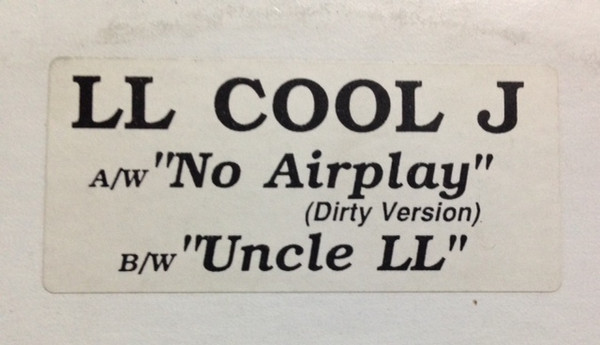 LL COOL J
A/W "No Airplay"
(Dirty Version)
B/W "Uncle LL"